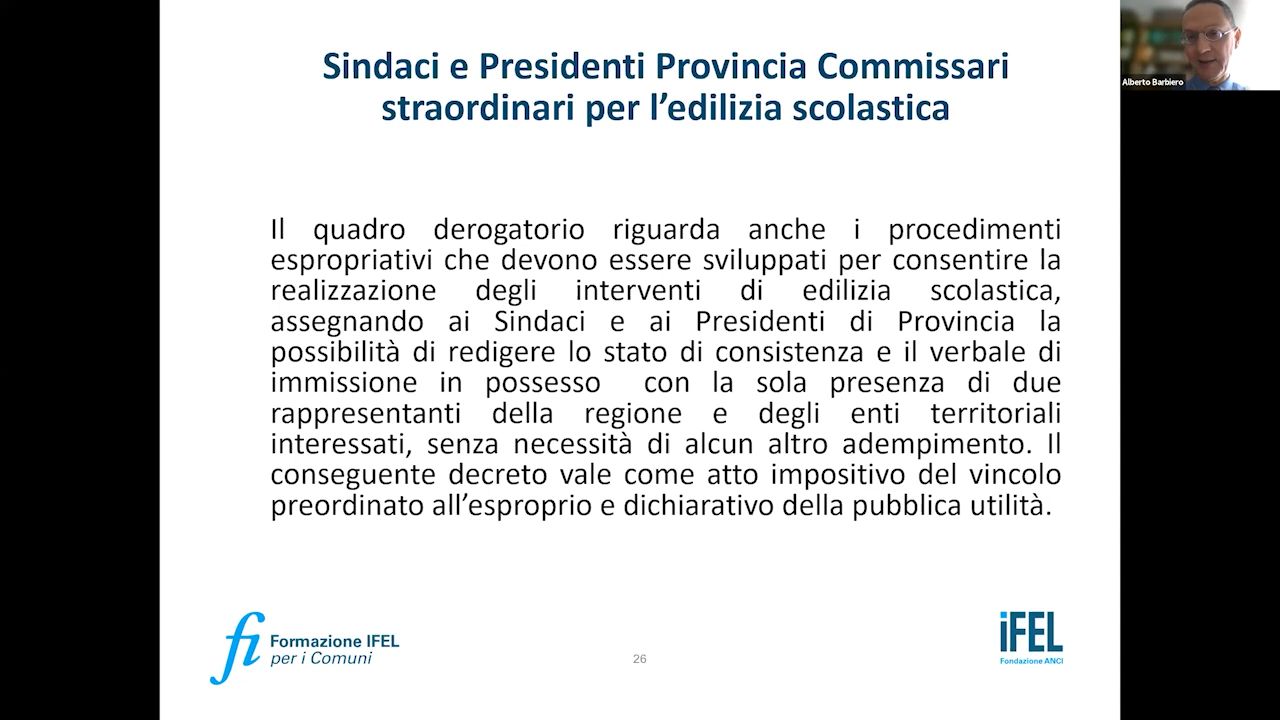 Sindaci e Presidenti Provincia Commissari
straordinari per l'edilizia scolastica
Alberto Barbiero
Il quadro derogatorio riguarda anche i procedimenti
espropriativi che devono essere sviluppati per consentire la
realizzazione degli interventi di edilizia scolastica,
assegnando ai Sindaci e ai Presidenti di Provincia la
possibilità di redigere lo stato di consistenza e il verbale di
immissione in possesso con la sola presenza di due
rappresentanti della regione e degli enti territoriali
interessati, senza necessità di alcun altro adempimento. Il
conseguente decreto vale come atto impositivo del vincolo
preordinato all'esproprio e dichiarativo della pubblica utilità.
fi
Formazione IFEL
per i Comuni
26
iFEL
Fondazione ANCI